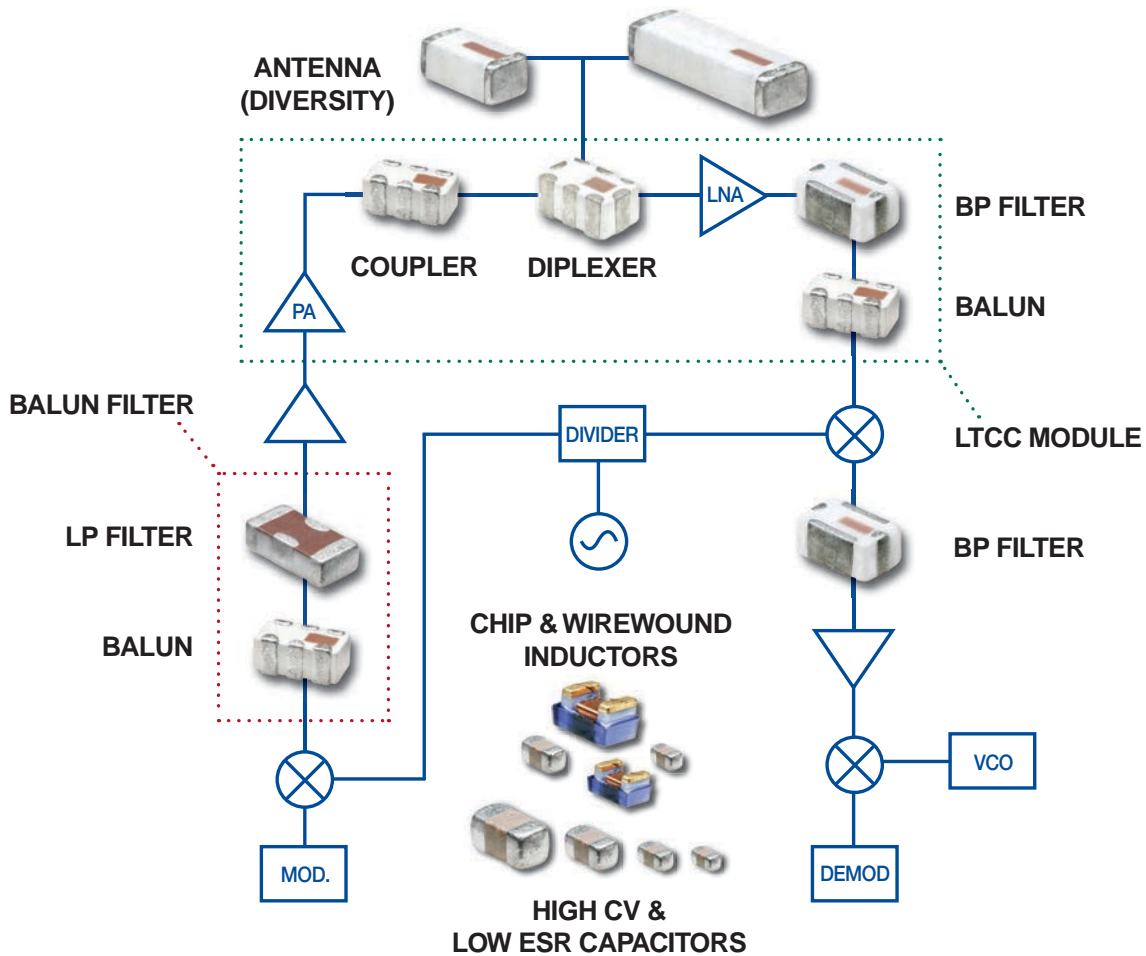 ANTENNA
(DIVERSITY)
LNA
BP FILTER
COUPLER
DIPLEXER
PA
BALUN
BALUN FILTER
DIVIDER
LTCC MODULE
LP FILTER
BP FILTER
CHIP & WIREWOUND
INDUCTORS
BALUN
VCO
MOD.
DEMOD
HIGH CV &
LOW ESR CAPACITORS